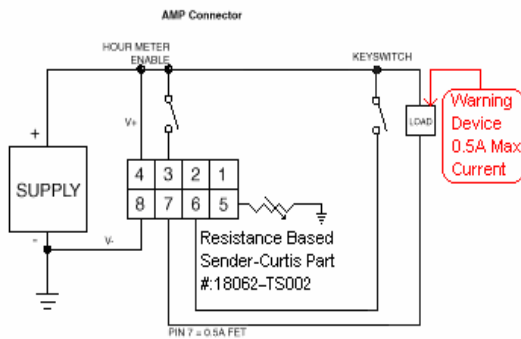 AMP Connector
HOUR METER
ENABLE
KEYSWITCH
V+
+
SUPPLY
-
V-
LOAD
Warning
Device
0.5A Max
Current
4 3 2 1
8 7 6 5
Resistance Based
Sender-Curtis Part
#:18062-TS002
PIN 7 = 0.5A FET